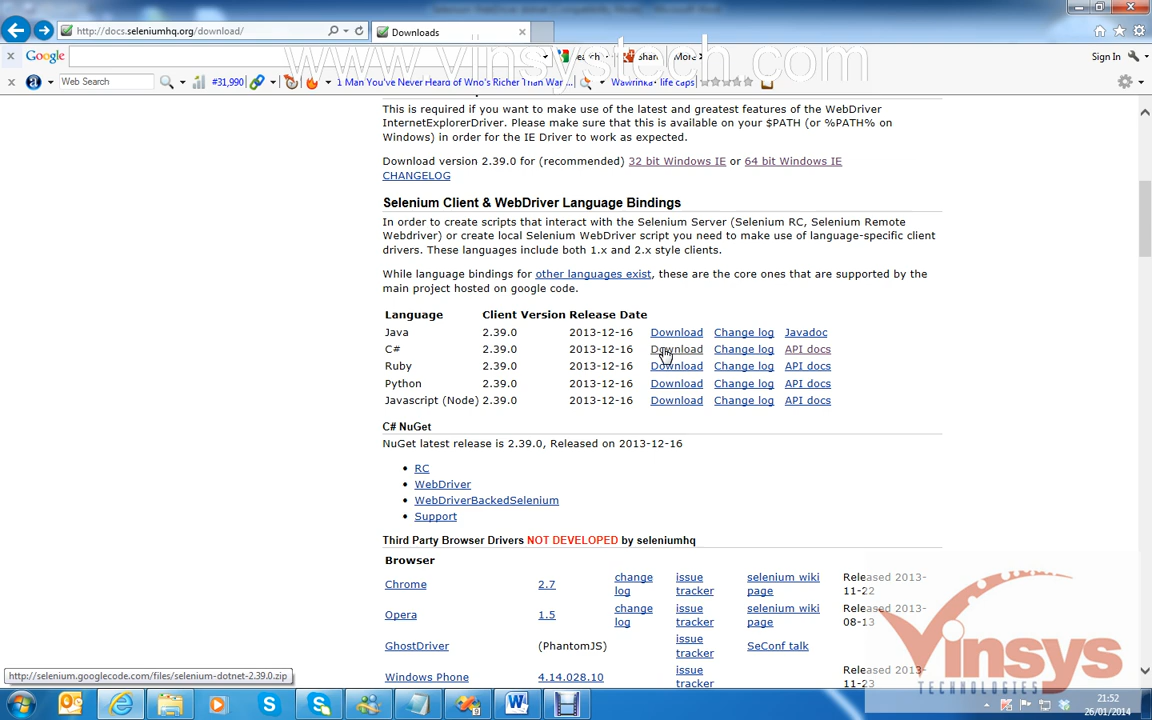 http://docs.seleniumhq.org/download/
Downloads
www.vinsystech.com
Google
Search
Share
More
Sign In
Web Search
#31,990
1 Man You've Never Heard of Who's Richer Than War...
Wawrinka • life caps
This is required if you want to make use of the latest and greatest features of the WebDriver
InternetExplorerDriver. Please make sure that this is available on your $PATH (or %PATH% on
Windows) in order for the IE Driver to work as expected.
Download version 2.39.0 for (recommended) 32 bit Windows IE or 64 bit Windows IE
CHANGELOG
Selenium Client & WebDriver Language Bindings
In order to create scripts that interact with the Selenium Server (Selenium RC, Selenium Remote
Webdriver) or create local Selenium WebDriver script you need to make use of language-specific client
drivers. These languages include both 1.x and 2.x style clients.
While language bindings for other languages exist, these are the core ones that are supported by the
main project hosted on google code.
Language Client Version Release Date
Java 2.39.0 2013-12-16 Download Change log Javadoc
C# 2.39.0 2013-12-16 Download Change log API docs
Ruby 2.39.0 2013-12-16 Download Change log API docs
Python 2.39.0 2013-12-16 Download Change log API docs
Javascript (Node) 2.39.0 2013-12-16 Download Change log API docs
C# NuGet
NuGet latest release is 2.39.0, Released on 2013-12-16
• RC
• WebDriver
• WebDriverBackedSelenium
• Support
Third Party Browser Drivers NOT DEVELOPED by seleniumhq
Browser
Chrome 2.7 change log issue tracker selenium wiki page Released 2013-11-22
Opera 1.5 change log issue tracker selenium wiki page Released 2013-08-13
GhostDriver (PhantomJS) issue tracker SeConf talk
Windows Phone 4.14.028.10 issue tracker Released 2013-11-23
http://selenium.googlecode.com/files/selenium-dotnet-2.39.0.zip
Vinsys
TECHNOLOGIES
21:52
26/01/2014